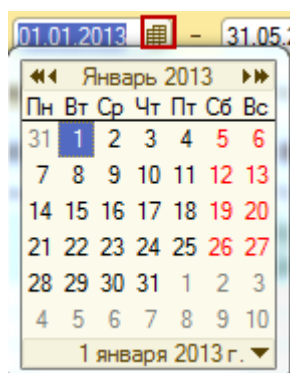 01.01.2013 – 31.05.
Январь 2013
Пн Вт Ср Чт Пт Сб Вс
31 1 2 3 4 5 6
7 8 9 10 11 12 13
14 15 16 17 18 19 20
21 22 23 24 25 26 27
28 29 30 31 1 2 3
4 5 6 7 8 9 10
1 января 2013 г.